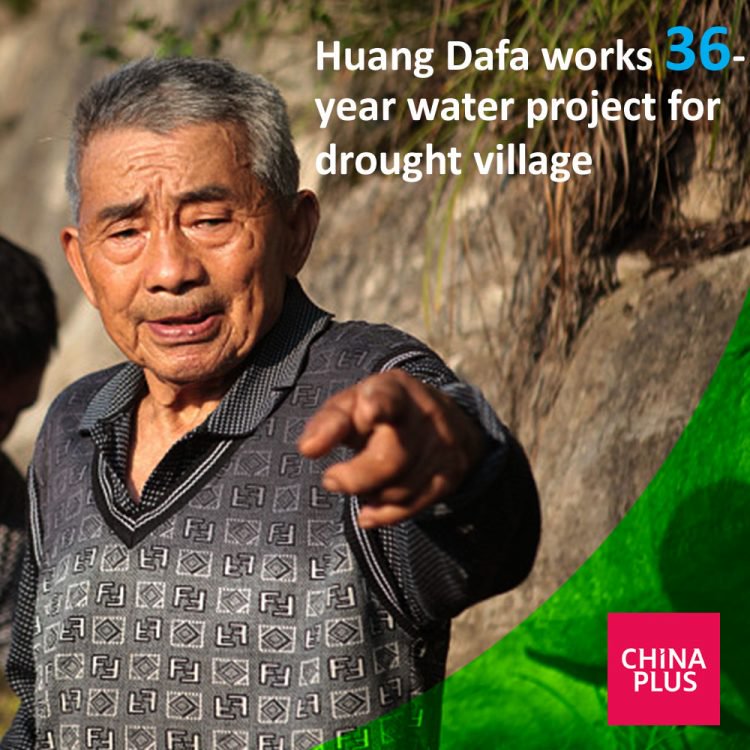 Huang Dafa works 36-
year water project for
drought village
CHiNA
PLUS